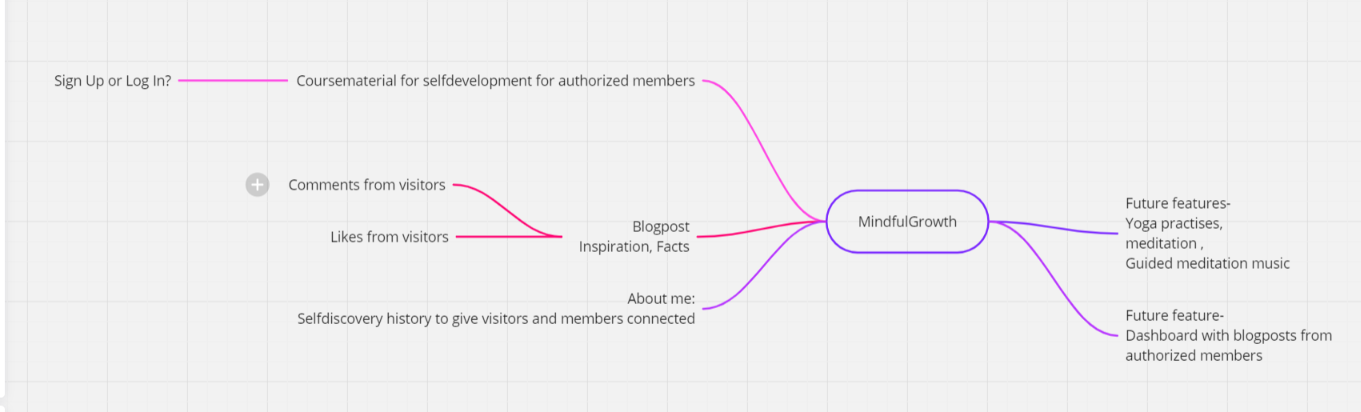 Sign Up or Log In?
Coursematerial for selfdevelopment for authorized members
Comments from visitors
Likes from visitors
Blogpost
Inspiration, Facts
About me:
Selfdiscovery history to give visitors and members connected
MindfulGrowth
Future features-
Yoga practises,
meditation ,
Guided meditation music
Future feature-
Dashboard with blogposts from
authorized members